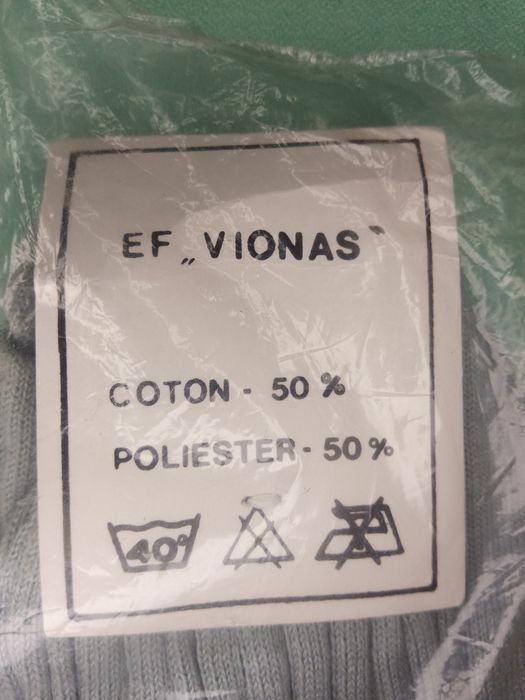 EF „VIONAS”
COTON - 50 %
POLIESTER - 50 %
40°